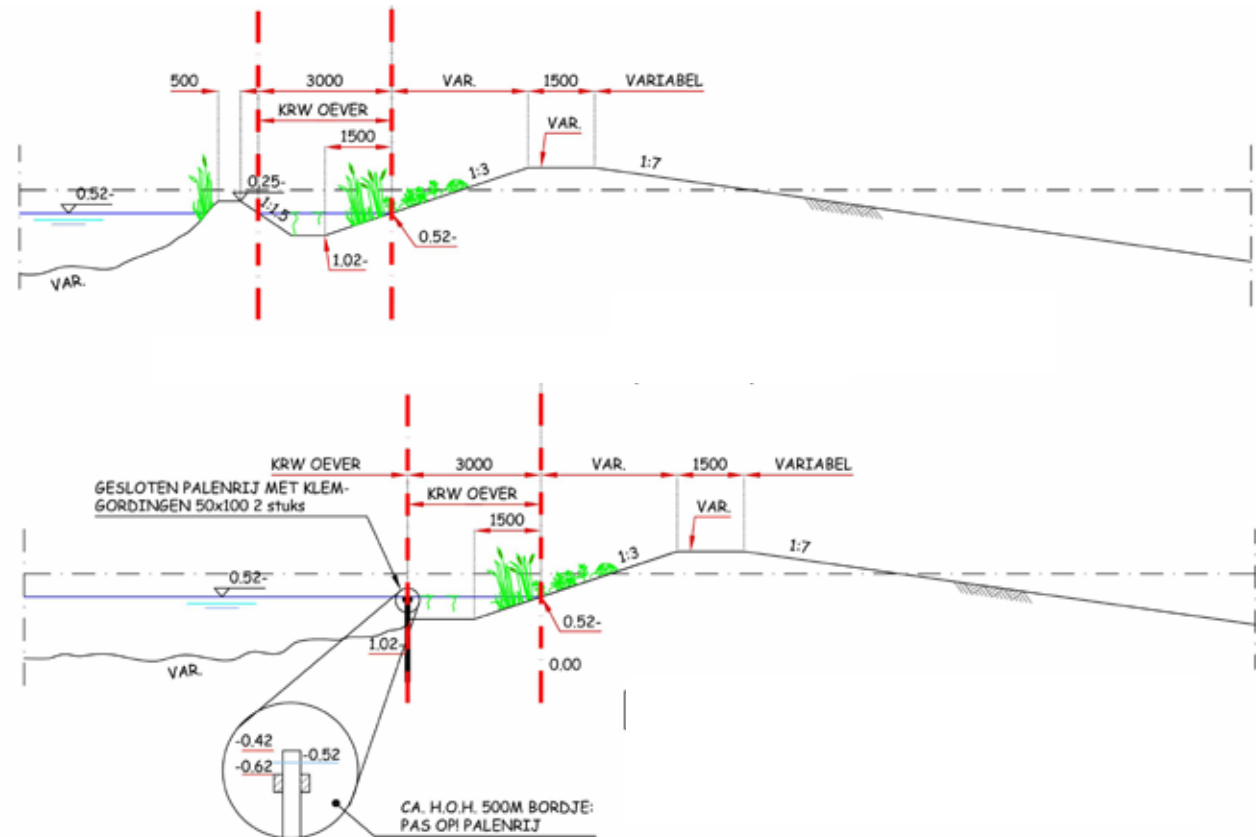 500
3000
VAR.
1500
VARIABEL
KRW OEVER
VAR.
1500
1:3
1:7
0.52-
0.25-
1:1.5
0.52-
1.02-
VAR.
KRW OEVER
3000
VAR.
1500
VARIABEL
GESLOTEN PALENRIJ MET KLEM-
GORDINGEN 50x100 2 stuks
KRW OEVER
VAR.
1500
1:3
1:7
0.52-
0.52-
1.02-
0.00
VAR.
-0.42
-0.52
-0.62
CA. H.O.H. 500M BORDJE:
PAS OP! PALENRIJ